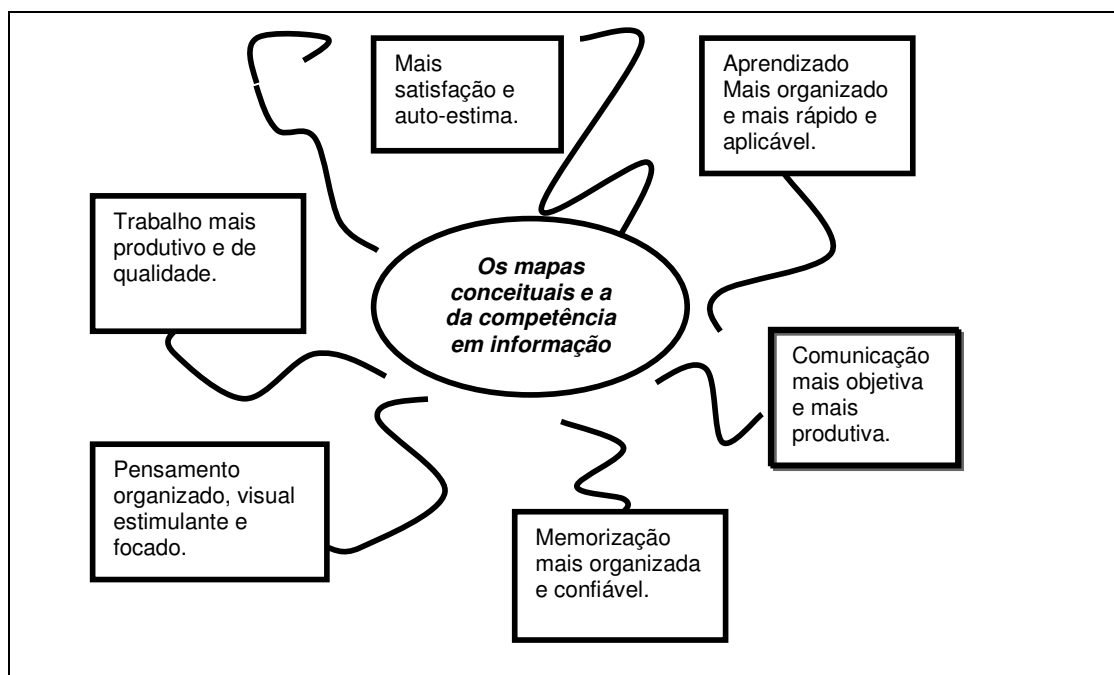 Mais
satisfação e
auto-estima.
Aprendizado
Mais organizado
e mais rápido e
aplicável.
Trabalho mais
produtivo e de
qualidade.
Os mapas
conceituais e a
da competência
em informação
Comunicação
mais objetiva
e mais
produtiva.
Pensamento
organizado, visual
estimulante e
focado.
Memorização
mais organizada
e confiável.